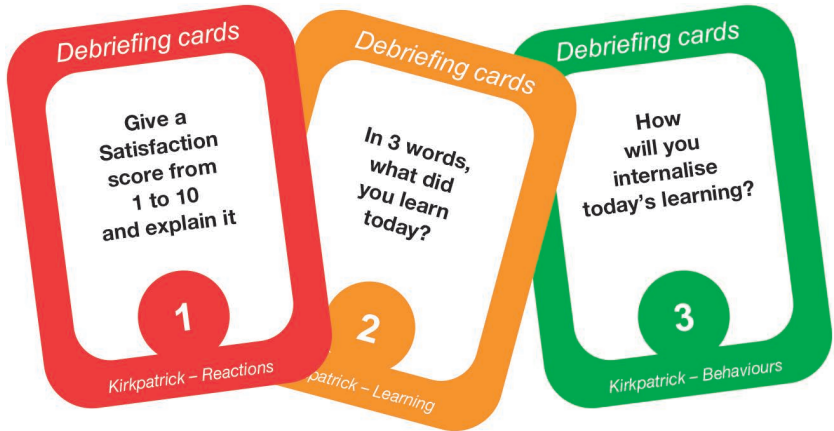 Debriefing cards
Give a
Satisfaction
score from
1 to 10
and explain it
1
Kirkpatrick – Reactions
Debriefing cards
In 3 words,
what did
you learn
today?
2
patrick – Learning
Debriefing cards
How
will you
internalise
today's learning?
3
Kirkpatrick – Behaviours